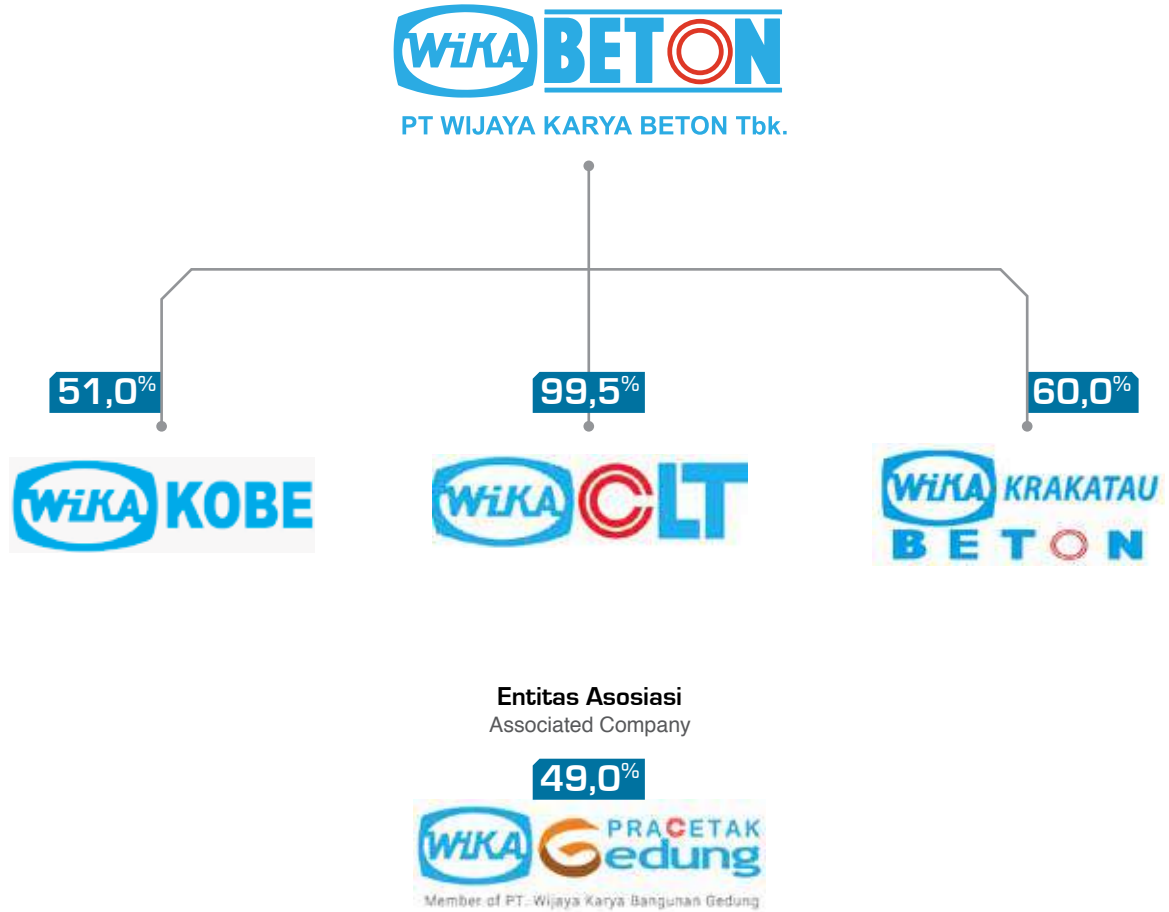 WiKA BETON
PT WIJAYA KARYA BETON Tbk.
51,0%
99,5%
60,0%
WiKA KOBE
WiKA CLT
WiKA KRAKATAU
BETON
Entitas Asosiasi
Associated Company
49,0%
WiKA PRACETAK
Gedung
Member of PT. Wijaya Karya Bangunan Gedung